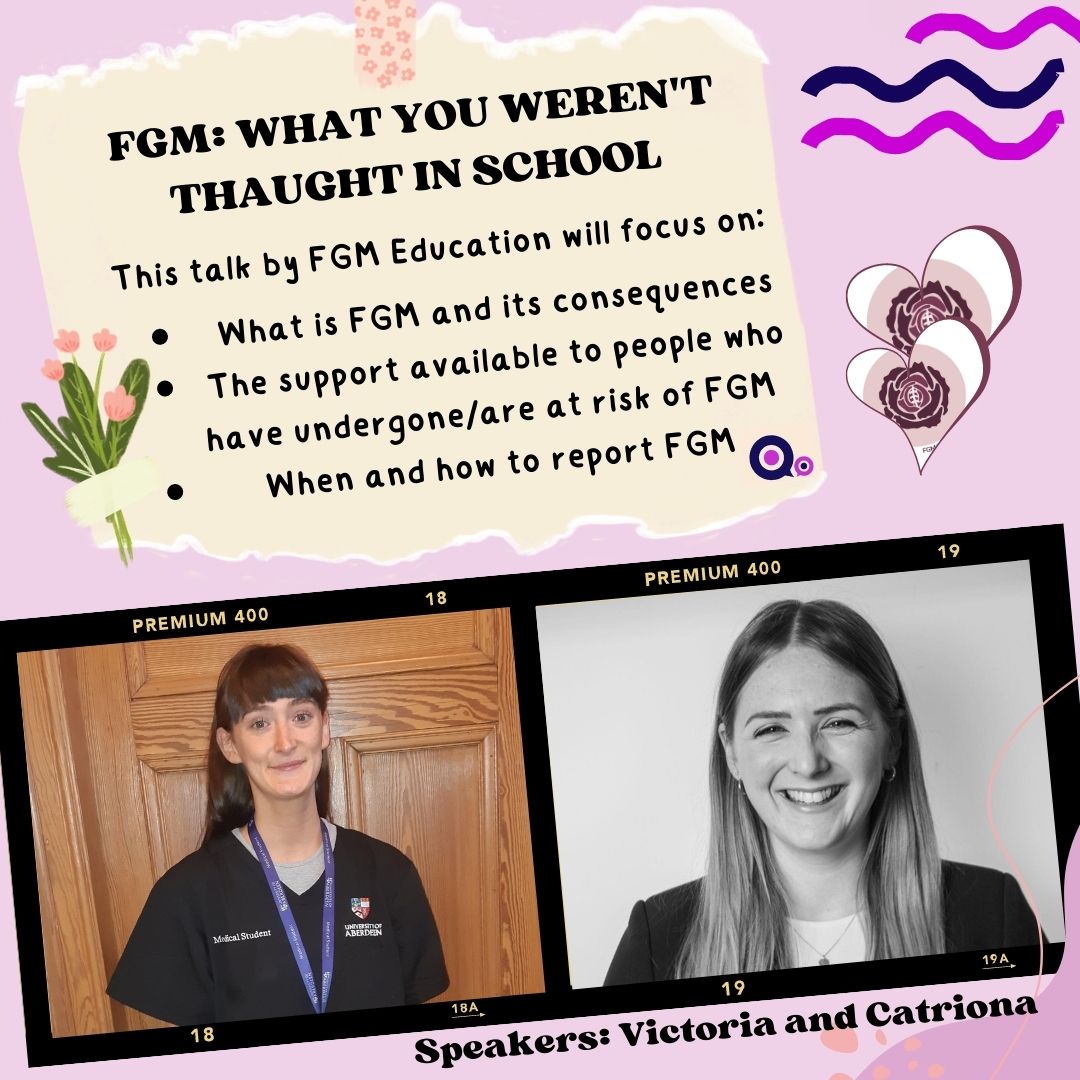 FGM: WHAT YOU WEREN'T
THAUGHT IN SCHOOL
This talk by FGM Education will focus on:
• What is FGM and its consequences
• The support available to people who
have undergone/are at risk of FGM
• When and how to report FGM
FGM
PREMIUM 400
18
PREMIUM 400
19
Medical Student
UNIVERSITY OF
ABERDEEN
18
18A
19
19A
Speakers: Victoria and Catriona